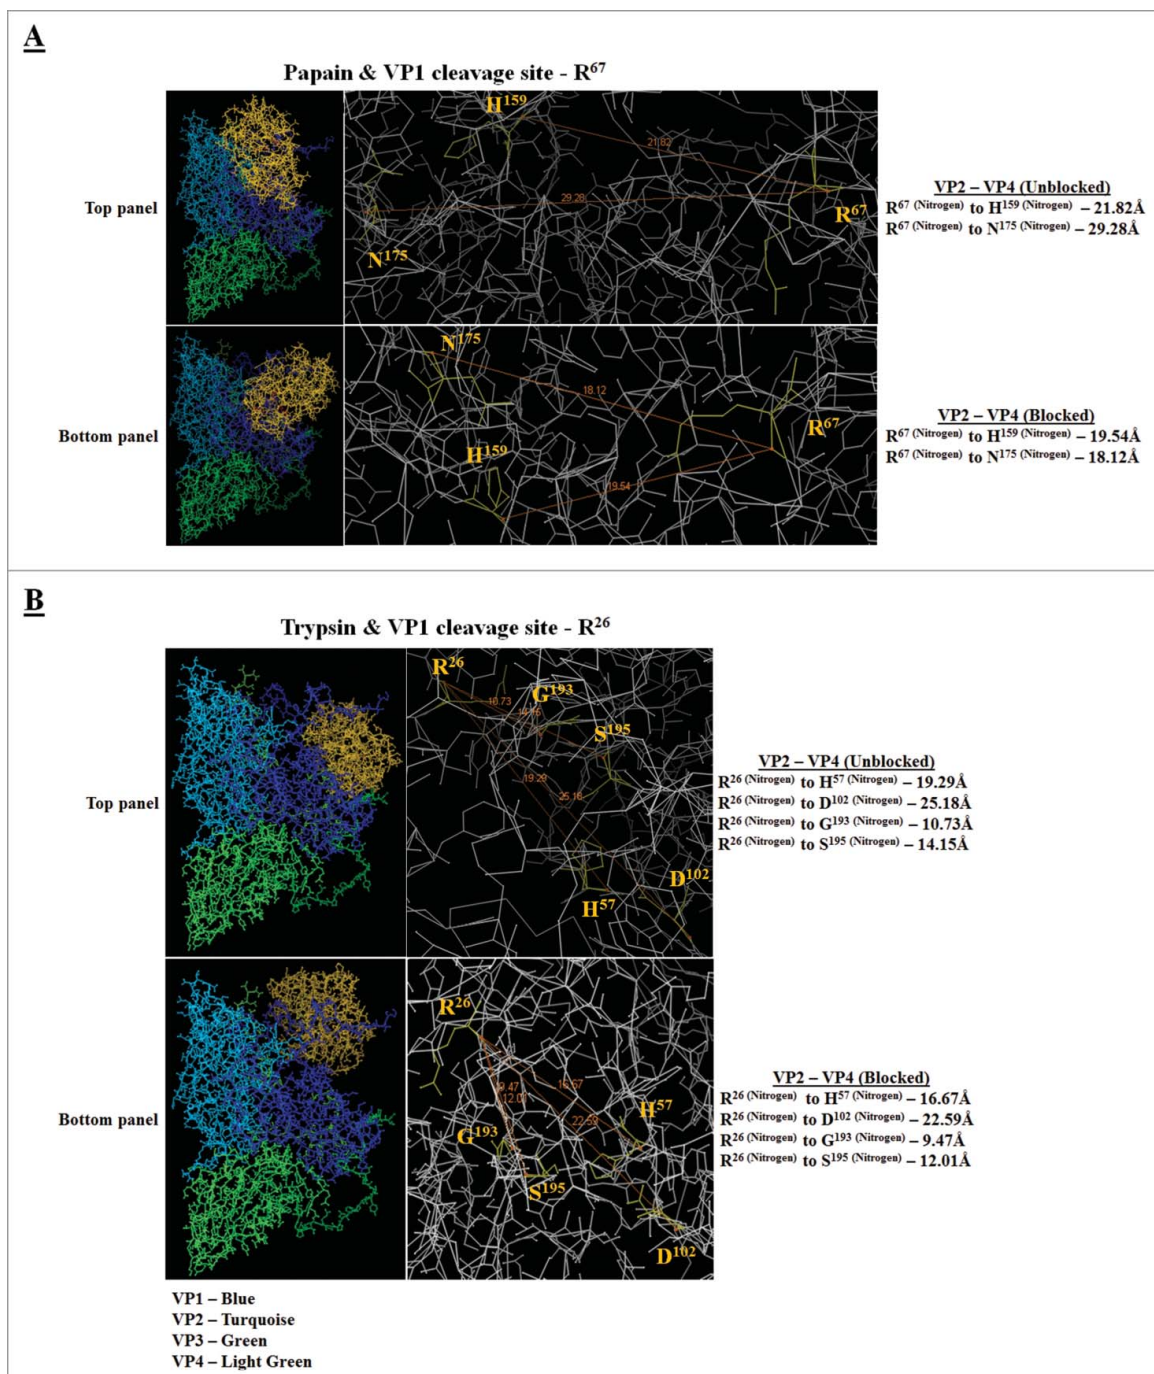 A
Papain & VP1 cleavage site - R⁶⁷
H¹⁵⁹
21.82
29.28
R⁶⁷
N¹⁷⁵
Top panel
VP2 – VP4 (Unblocked)
R⁶⁷ (Nitrogen) to H¹⁵⁹ (Nitrogen) – 21.82Å
R⁶⁷ (Nitrogen) to N¹⁷⁵ (Nitrogen) – 29.28Å
N¹⁷⁵
18.12
R⁶⁷
H¹⁵⁹
19.54
Bottom panel
VP2 – VP4 (Blocked)
R⁶⁷ (Nitrogen) to H¹⁵⁹ (Nitrogen) – 19.54Å
R⁶⁷ (Nitrogen) to N¹⁷⁵ (Nitrogen) – 18.12Å
B
Trypsin & VP1 cleavage site - R²⁶
R²⁶
G¹⁹³
10.73
S¹⁹⁵
19.29
25.18
D¹⁰²
H⁵⁷
Top panel
VP2 – VP4 (Unblocked)
R²⁶ (Nitrogen) to H⁵⁷ (Nitrogen) – 19.29Å
R²⁶ (Nitrogen) to D¹⁰² (Nitrogen) – 25.18Å
R²⁶ (Nitrogen) to G¹⁹³ (Nitrogen) – 10.73Å
R²⁶ (Nitrogen) to S¹⁹⁵ (Nitrogen) – 14.15Å
R²⁶
22.59
H⁵⁷
G¹⁹³
S¹⁹⁵
D¹⁰²
Bottom panel
VP2 – VP4 (Blocked)
R²⁶ (Nitrogen) to H⁵⁷ (Nitrogen) – 16.67Å
R²⁶ (Nitrogen) to D¹⁰² (Nitrogen) – 22.59Å
R²⁶ (Nitrogen) to G¹⁹³ (Nitrogen) – 9.47Å
R²⁶ (Nitrogen) to S¹⁹⁵ (Nitrogen) – 12.01Å
VP1 – Blue
VP2 – Turquoise
VP3 – Green
VP4 – Light Green